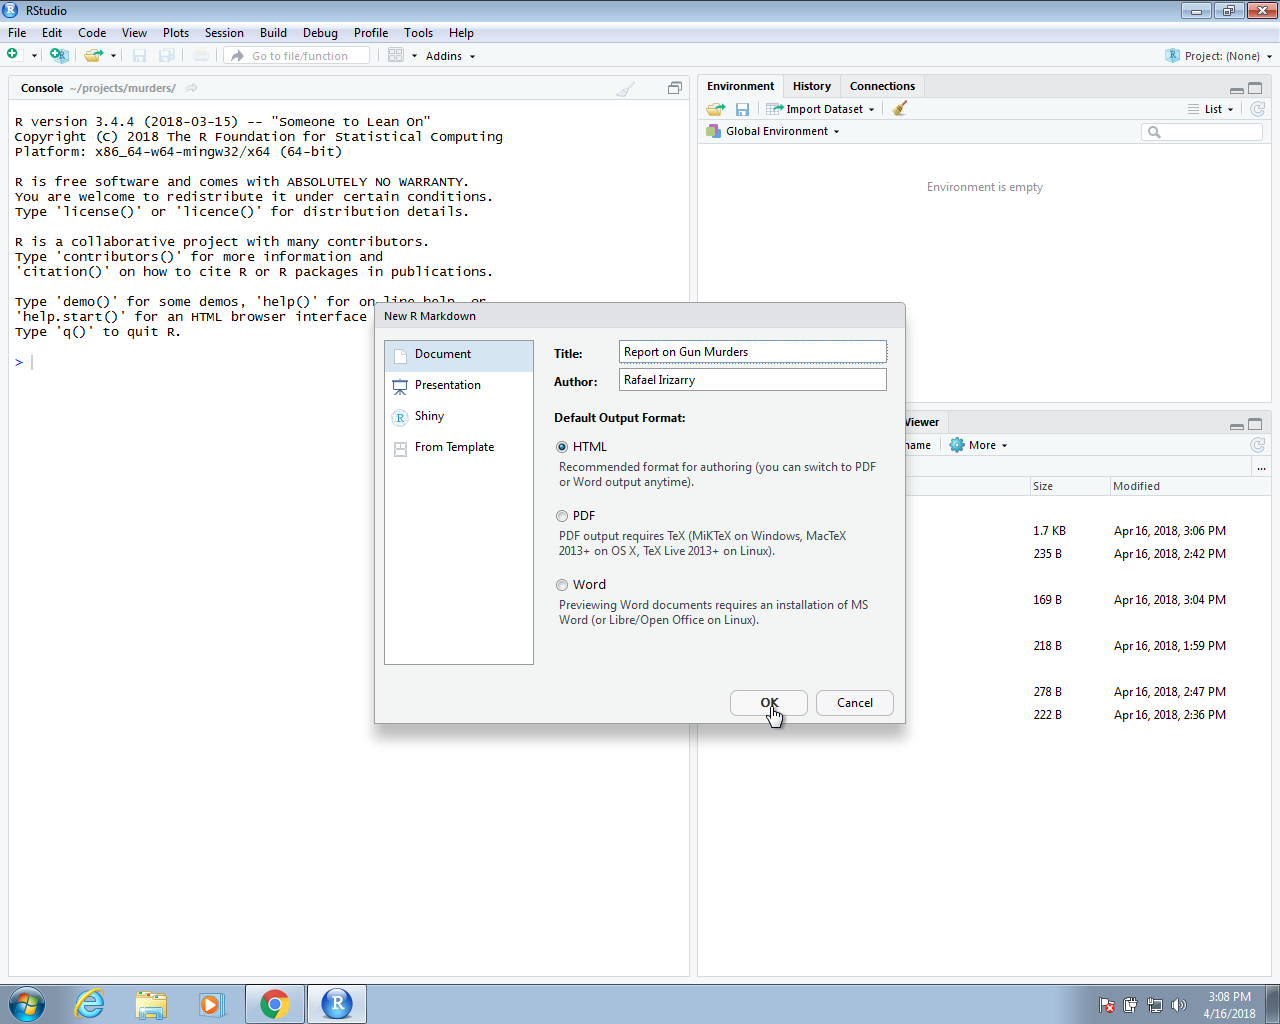 RStudio
File Edit Code View Plots Session Build Debug Profile Tools Help
Go to file/function Addins Project: (None)
Console ~/projects/murders/
R version 3.4.4 (2018-03-15) -- "Someone to Lean On"
Copyright (C) 2018 The R Foundation for Statistical Computing
Platform: x86_64-w64-mingw32/x64 (64-bit)
R is free software and comes with ABSOLUTELY NO WARRANTY.
You are welcome to redistribute it under certain conditions.
Type 'license()' or 'licence()' for distribution details.
R is a collaborative project with many contributors.
Type 'contributors()' for more information and
'citation()' on how to cite R or R packages in publications.
Type 'demo()' for some demos, 'help()' for on-line help, or
'help.start()' for an HTML browser interface
Type 'q()' to quit R.
>
Environment History Connections
Import Dataset List
Global Environment
Environment is empty
New R Markdown
Document
Presentation
Shiny
From Template
Title: Report on Gun Murders
Author: Rafael Irizarry
Default Output Format:
HTML
Recommended format for authoring (you can switch to PDF
or Word output anytime).
PDF
PDF output requires TeX (MiKTeX on Windows, MacTeX
2013+ on OS X, TeX Live 2013+ on Linux).
Word
Previewing Word documents requires an installation of MS
Word (or Libre/Open Office on Linux).
OK Cancel
Viewer
name More
...
Size Modified
1.7 KB Apr 16, 2018, 3:06 PM
235 B Apr 16, 2018, 2:42 PM
169 B Apr 16, 2018, 3:04 PM
218 B Apr 16, 2018, 1:59 PM
278 B Apr 16, 2018, 2:47 PM
222 B Apr 16, 2018, 2:36 PM
3:08 PM
4/16/2018